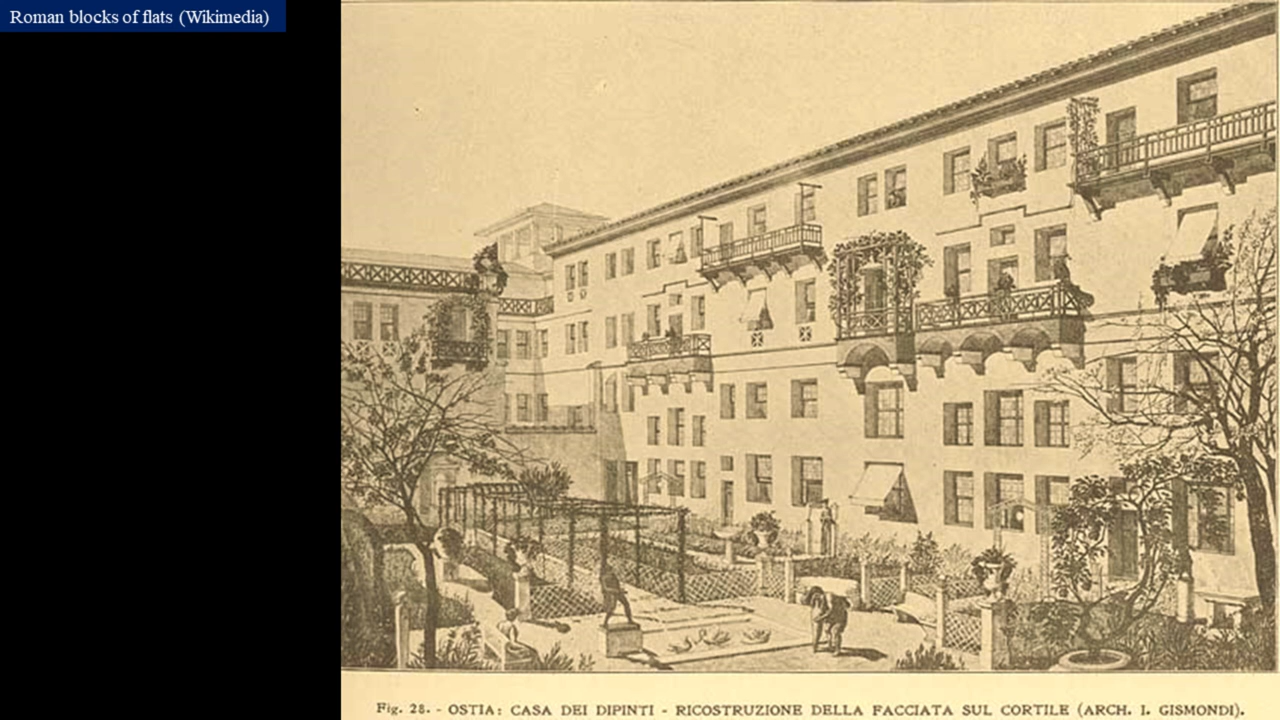 Roman blocks of flats (Wikimedia)
Fig. 28. - OSTIA: CASA DEI DIPINTI - RICOSTRUZIONE DELLA FACCIATA SUL CORTILE (ARCH. I. GISMONDI).